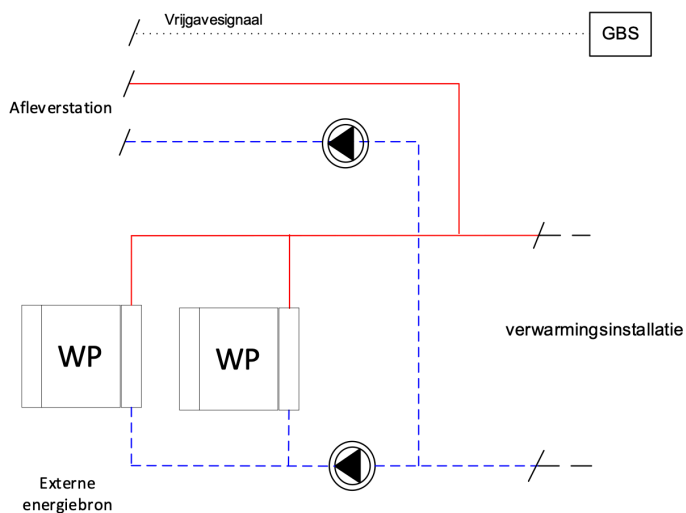 Vrijgavesignaal
GBS
Afleverstation
WP
WP
verwarmingsinstallatie
Externe
energiebron